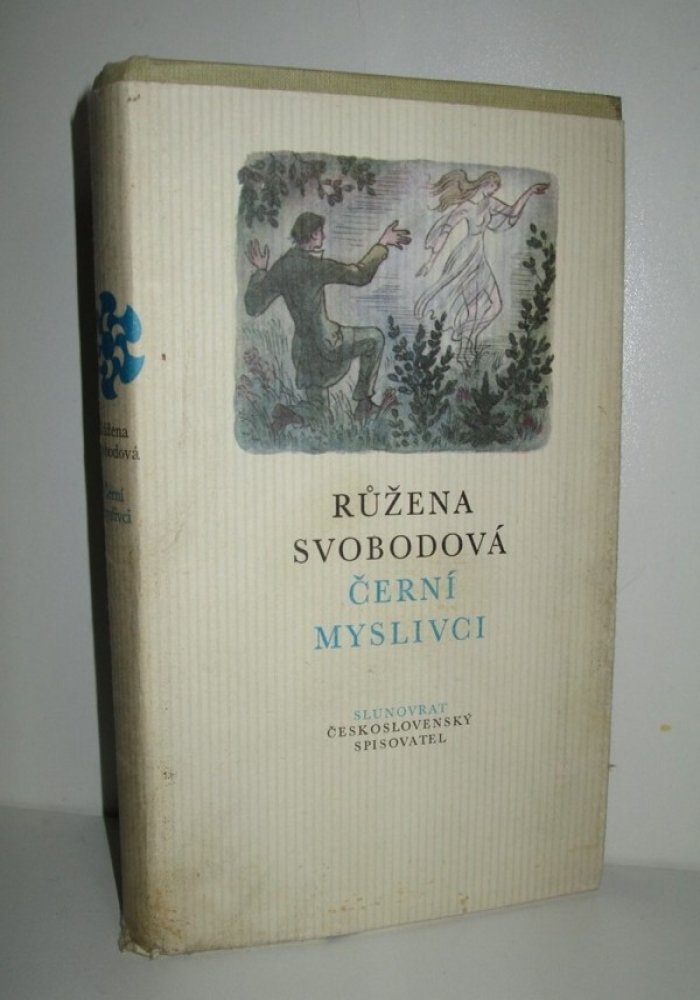 RŮŽENA
SVOBODOVÁ
ČERNÍ
MYSLIVCI
SLUNOVRAT
ČESKOSLOVENSKÝ
SPISOVATEL